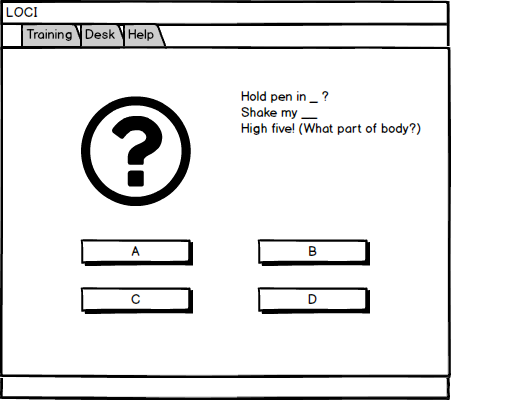 LOCI
Training Desk Help
Hold pen in _ ?
Shake my __
High five! (What part of body?)
?
A B
C D